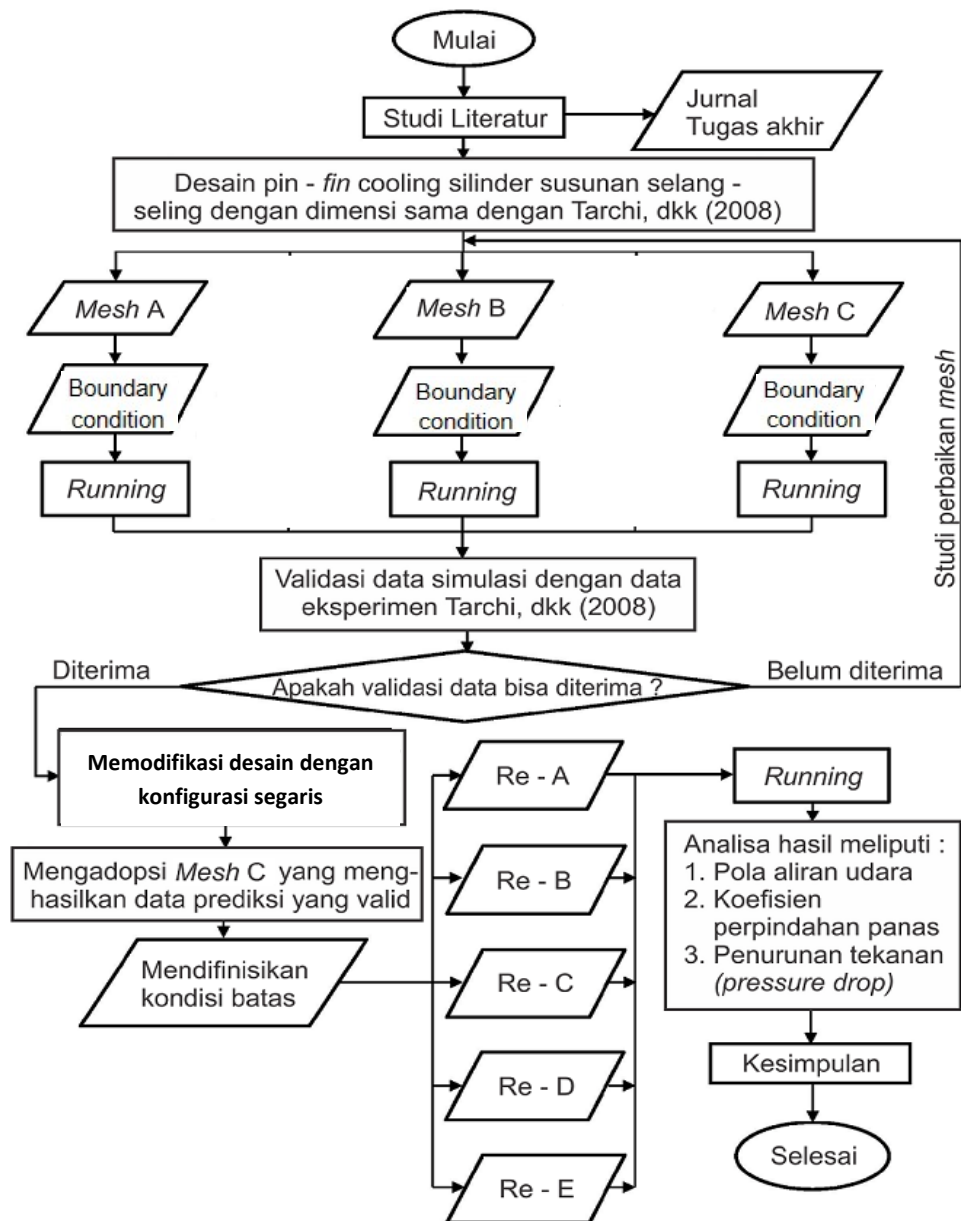 Mulai
Studi Literatur
Jurnal
Tugas akhir
Desain pin - fin cooling silinder susunan selang -
seling dengan dimensi sama dengan Tarchi, dkk (2008)
Mesh A
Mesh B
Mesh C
Boundary
condition
Boundary
condition
Boundary
condition
Running
Running
Running
Studi perbaikan mesh
Validasi data simulasi dengan data
eksperimen Tarchi, dkk (2008)
Diterima
Apakah validasi data bisa diterima ?
Belum diterima
Memodifikasi desain dengan
konfigurasi segaris
Mengadopsi Mesh C yang meng-
hasilkan data prediksi yang valid
Mendifinisikan
kondisi batas
Re - A
Re - B
Re - C
Re - D
Re - E
Running
Analisa hasil meliputi :
1. Pola aliran udara
2. Koefisien
perpindahan panas
3. Penurunan tekanan
(pressure drop)
Kesimpulan
Selesai